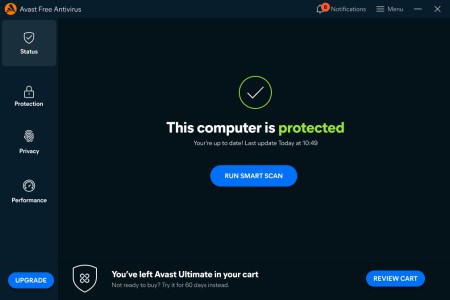 Avast Free Antivirus
Notifications
Menu
Status
Protection
Privacy
Performance
This computer is protected
Your're up to date! Last update Today at 10:49
RUN SMART SCAN
You've left Avast Ultimate in your cart
Not ready to buy? Try it for 60 days instead.
REVIEW CART
UPGRADE